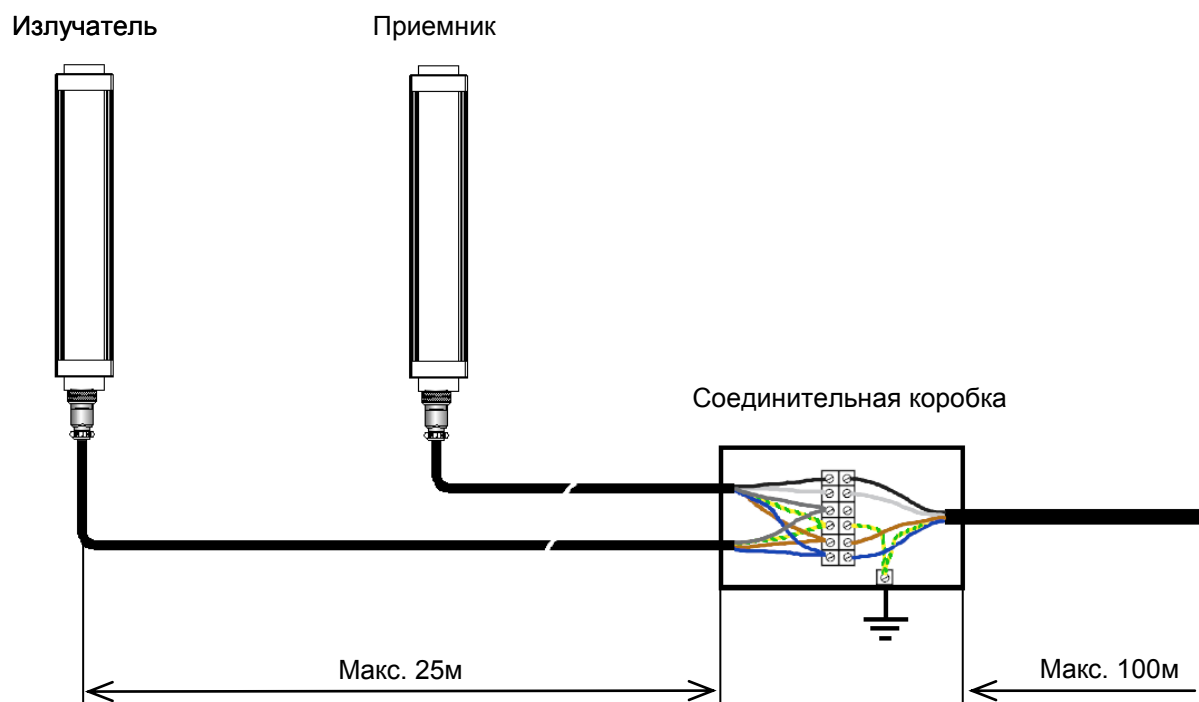 Излучатель
Приемник
Соединительная коробка
Макс. 25м
Макс. 100м